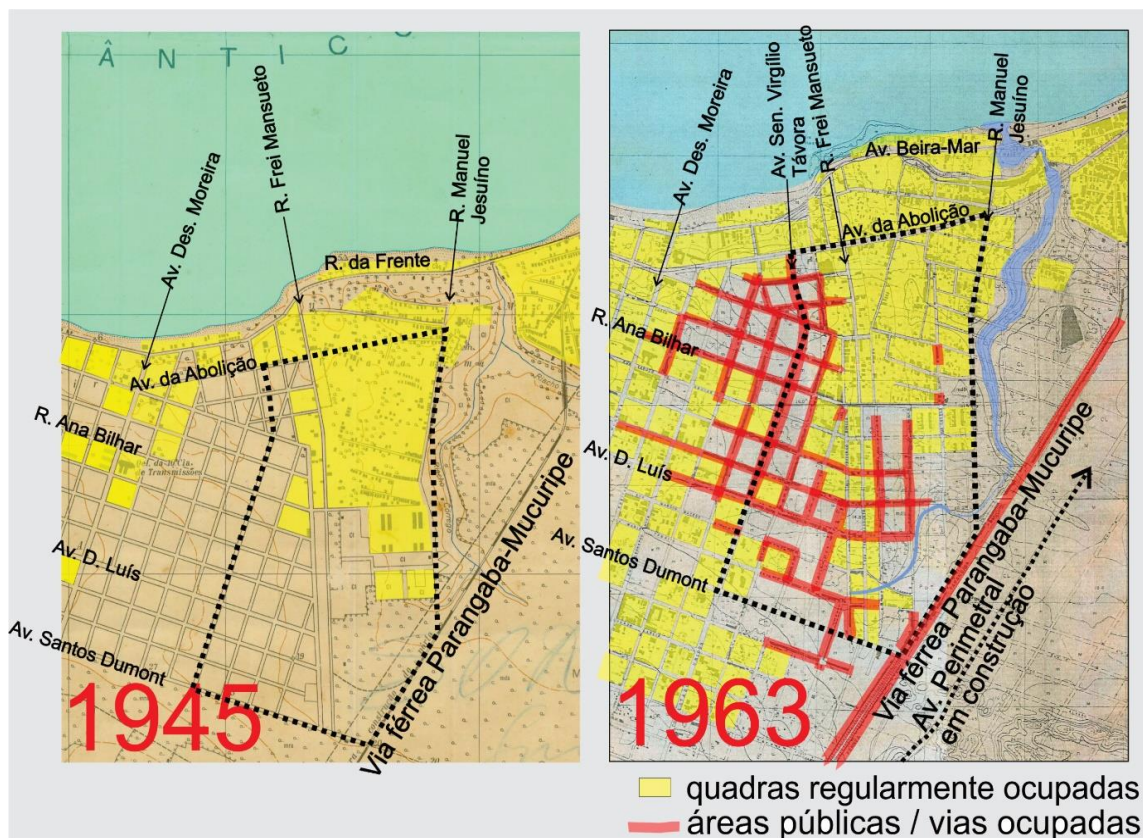 Â N T I C O
R. Frei Mansueto
Av. Des. Moreira
R. Manuel
Jesuíno
R. da Frente
Av. da Abolição
R. Ana Bilhar
Av. D. Luís
Av. Santos Dumont
Via férrea Parangaba-Mucuripe
1945
Av. Sen. Virgílio
Távora
R. Frei Mansueto
R. Manuel
Jesuíno
Av. Des. Moreira
Av. Beira-Mar
Av. da Abolição
R. Ana Bilhar
Av. D. Luís
Av. Santos Dumont
Via férrea Parangaba-Mucuripe
Av. Perimetral
em construção
1963
quadras regularmente ocupadas
áreas públicas / vias ocupadas